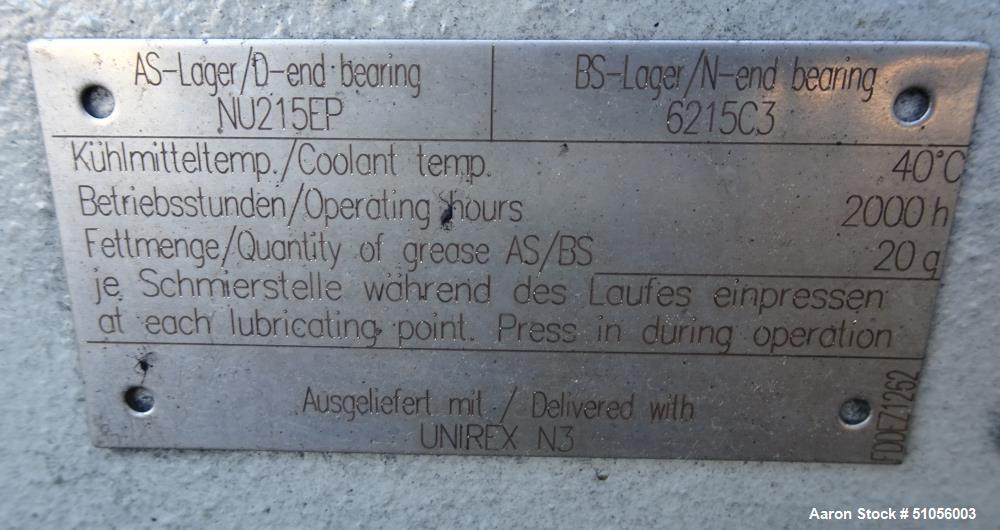 AS-Lager/D-end bearing
NU215EP
BS-Lager/N-end bearing
6215C3
Kühlmitteltemp./Coolant temp. 40°C
Betriebsstunden/Operating hours 2000 h
Fettmenge/Quantity of grease AS/BS 20 g
je Schmierstelle während des Laufes einpressen
at each lubricating point. Press in during operation
Ausgeliefert mit / Delivered with
UNIREX N3
FDDEZ1262
Aaron Stock # 51056003